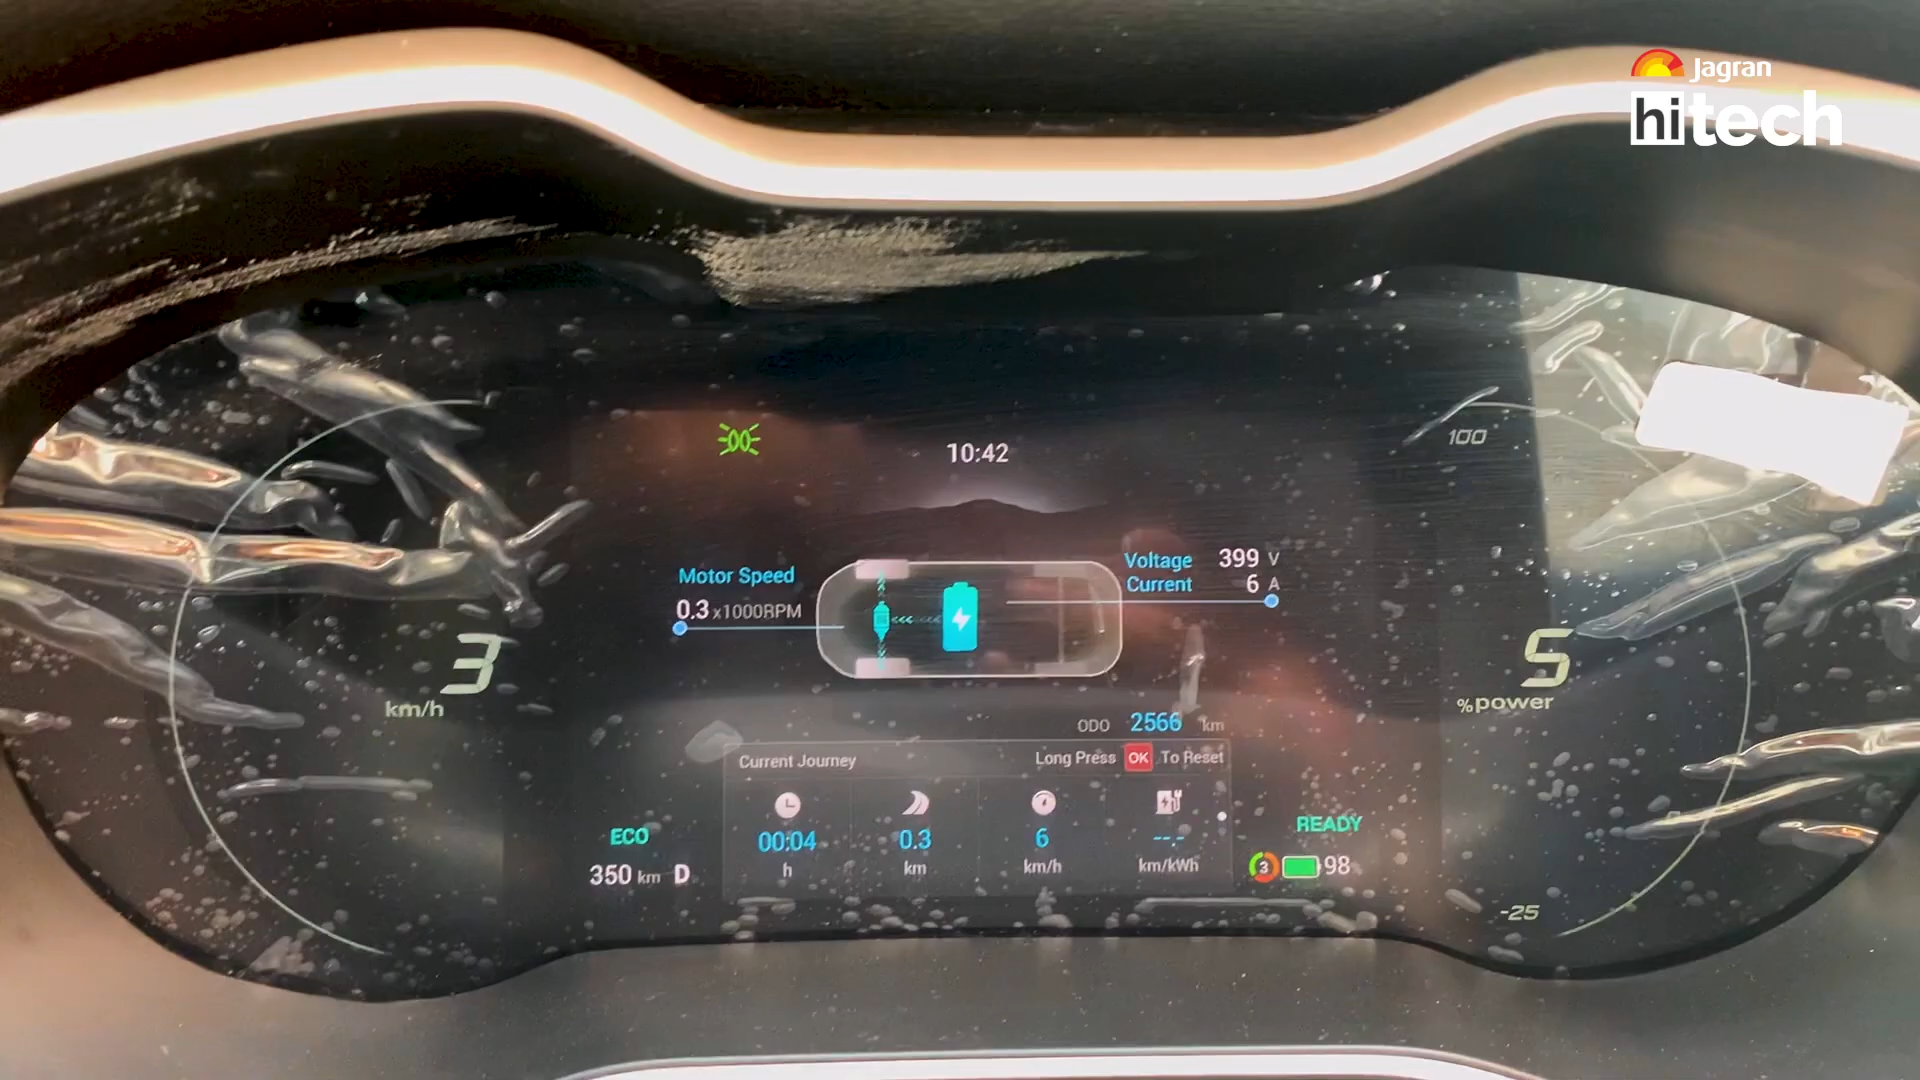 Jagran
hitech
10:42
100
Motor Speed
0.3 x1000RPM
Voltage 399 V
Current 6 A
3
km/h
5
%power
ODO 2566 km
Current Journey
Long Press OK To Reset
00:04
h
0.3
km
6
km/h
--.-
km/kWh
ECO
350 km D
READY
3
98
-25